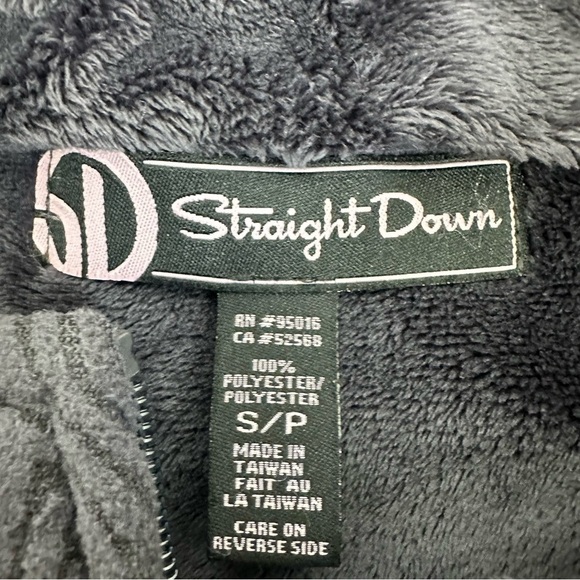 SD
Straight Down
RN #95016
CA #52568
100%
POLYESTER/
POLYESTER
S/P
MADE IN
TAIWAN
FAIT AU
LA TAIWAN
CARE ON
REVERSE SIDE